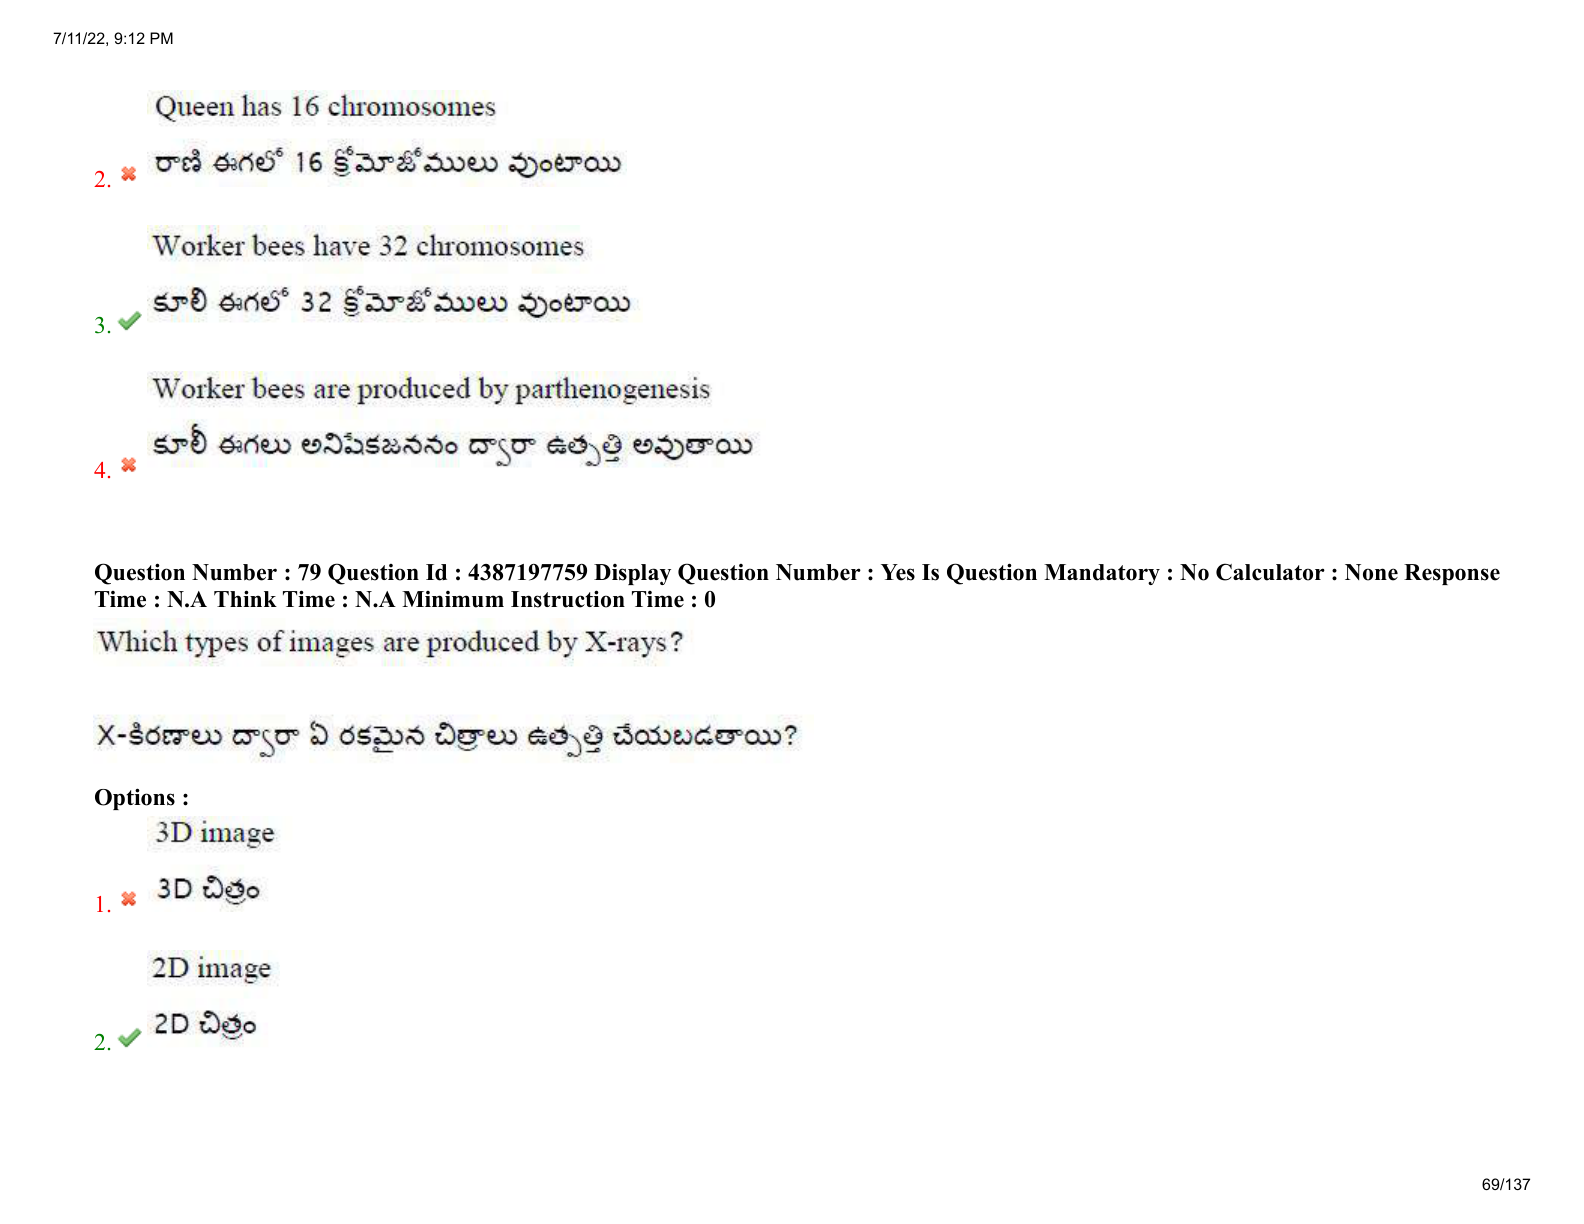 7/11/22, 9:12 PM
Queen has 16 chromosomes
రాణి ఈగలో 16 క్రోమోజోములు వుంటాయి
2.
Worker bees have 32 chromosomes
కూలి ఈగలో 32 క్రోమోజోములు వుంటాయి
3.
Worker bees are produced by parthenogenesis
కూలీ ఈగలు అనిషేకజననం ద్వారా ఉత్పత్తి అవుతాయి
4.
Question Number : 79 Question Id : 4387197759 Display Question Number : Yes Is Question Mandatory : No Calculator : None Response
Time : N.A Think Time : N.A Minimum Instruction Time : 0
Which types of images are produced by X-rays?
X-కిరణాలు ద్వారా ఏ రకమైన చిత్రాలు ఉత్పత్తి చేయబడతాయి?
Options :
3D image
3D చిత్రం
1.
2D image
2D చిత్రం
2.
69/137